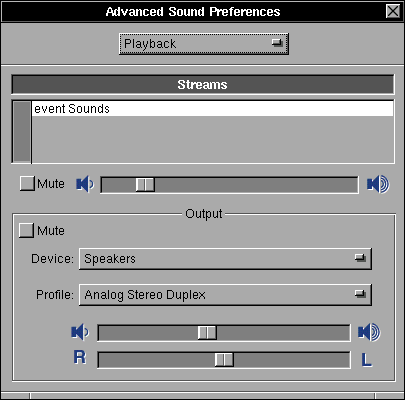 Advanced Sound Preferences
Playback
Streams
event Sounds
Mute
Output
Mute
Device: Speakers
Profile: Analog Stereo Duplex
R L